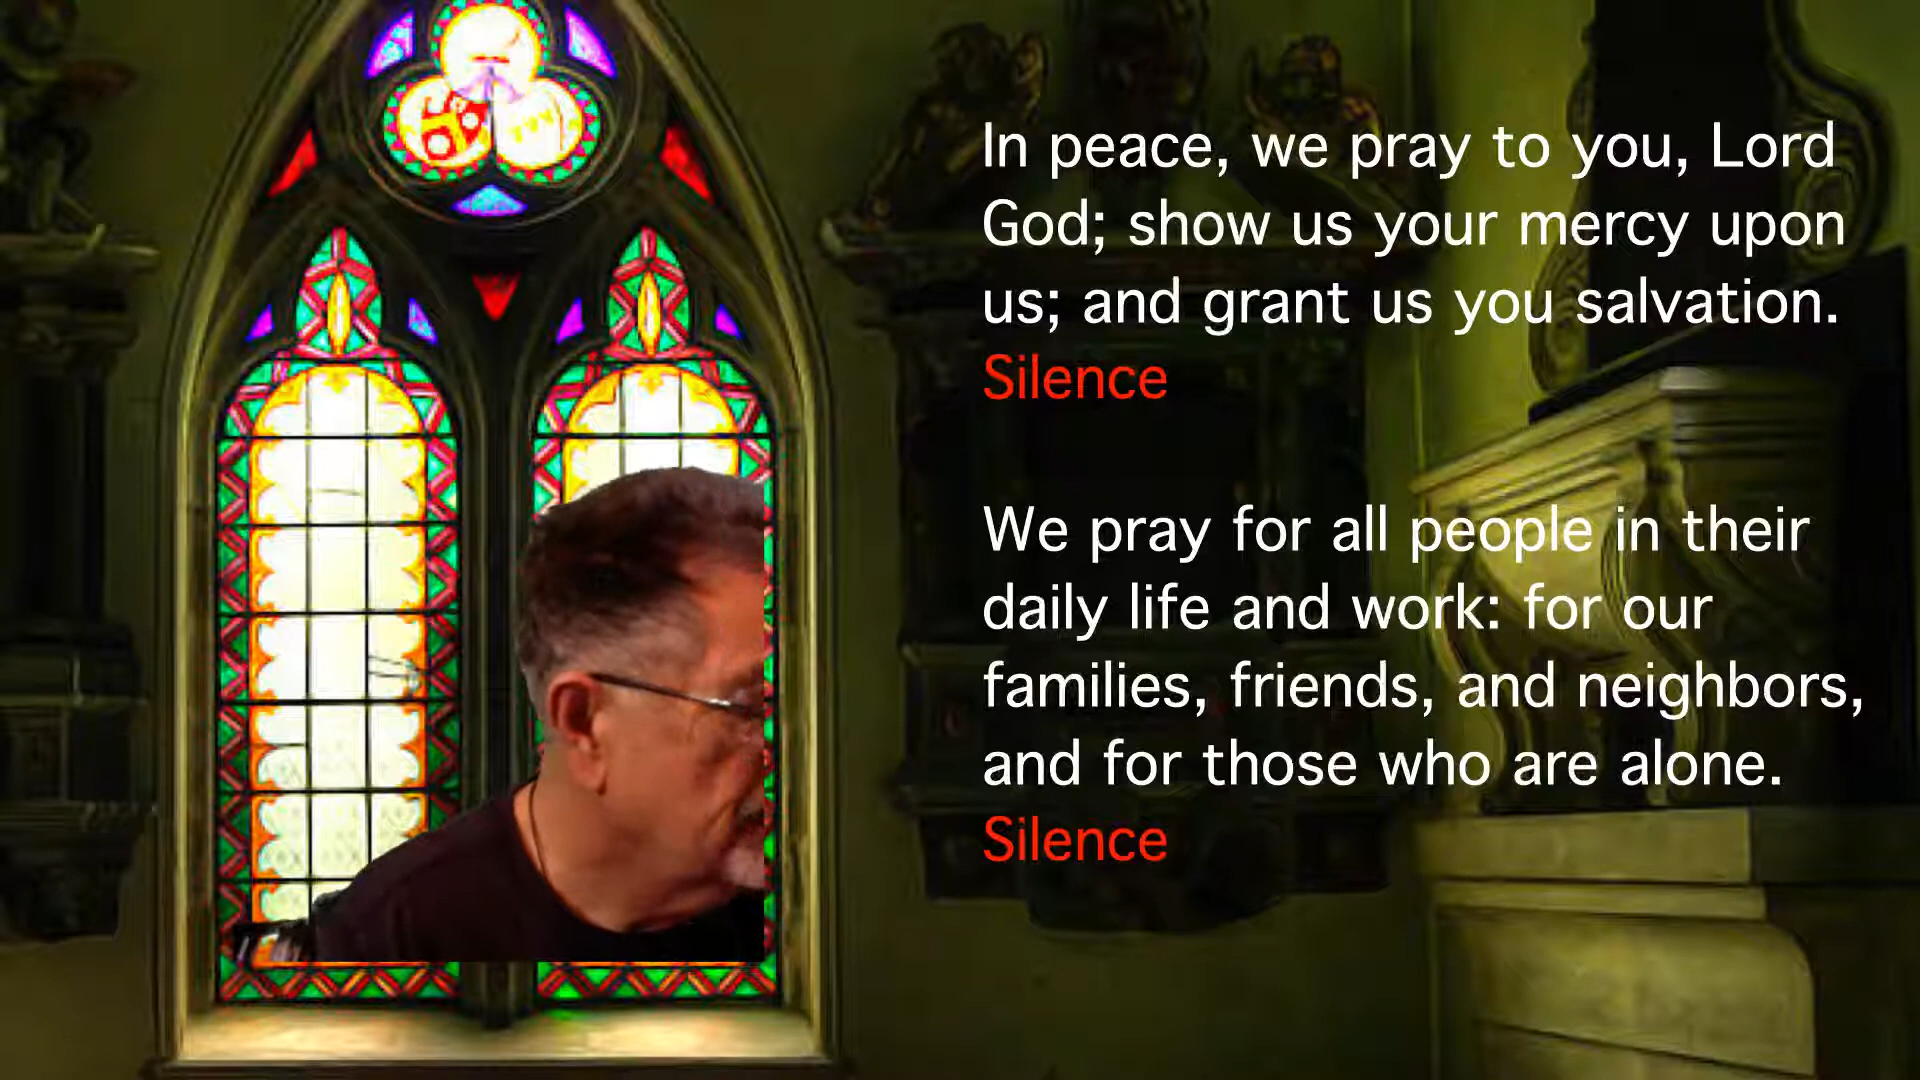 In peace, we pray to you, Lord
God; show us your mercy upon
us; and grant us you salvation.
Silence
We pray for all people in their
daily life and work: for our
families, friends, and neighbors,
and for those who are alone.
Silence